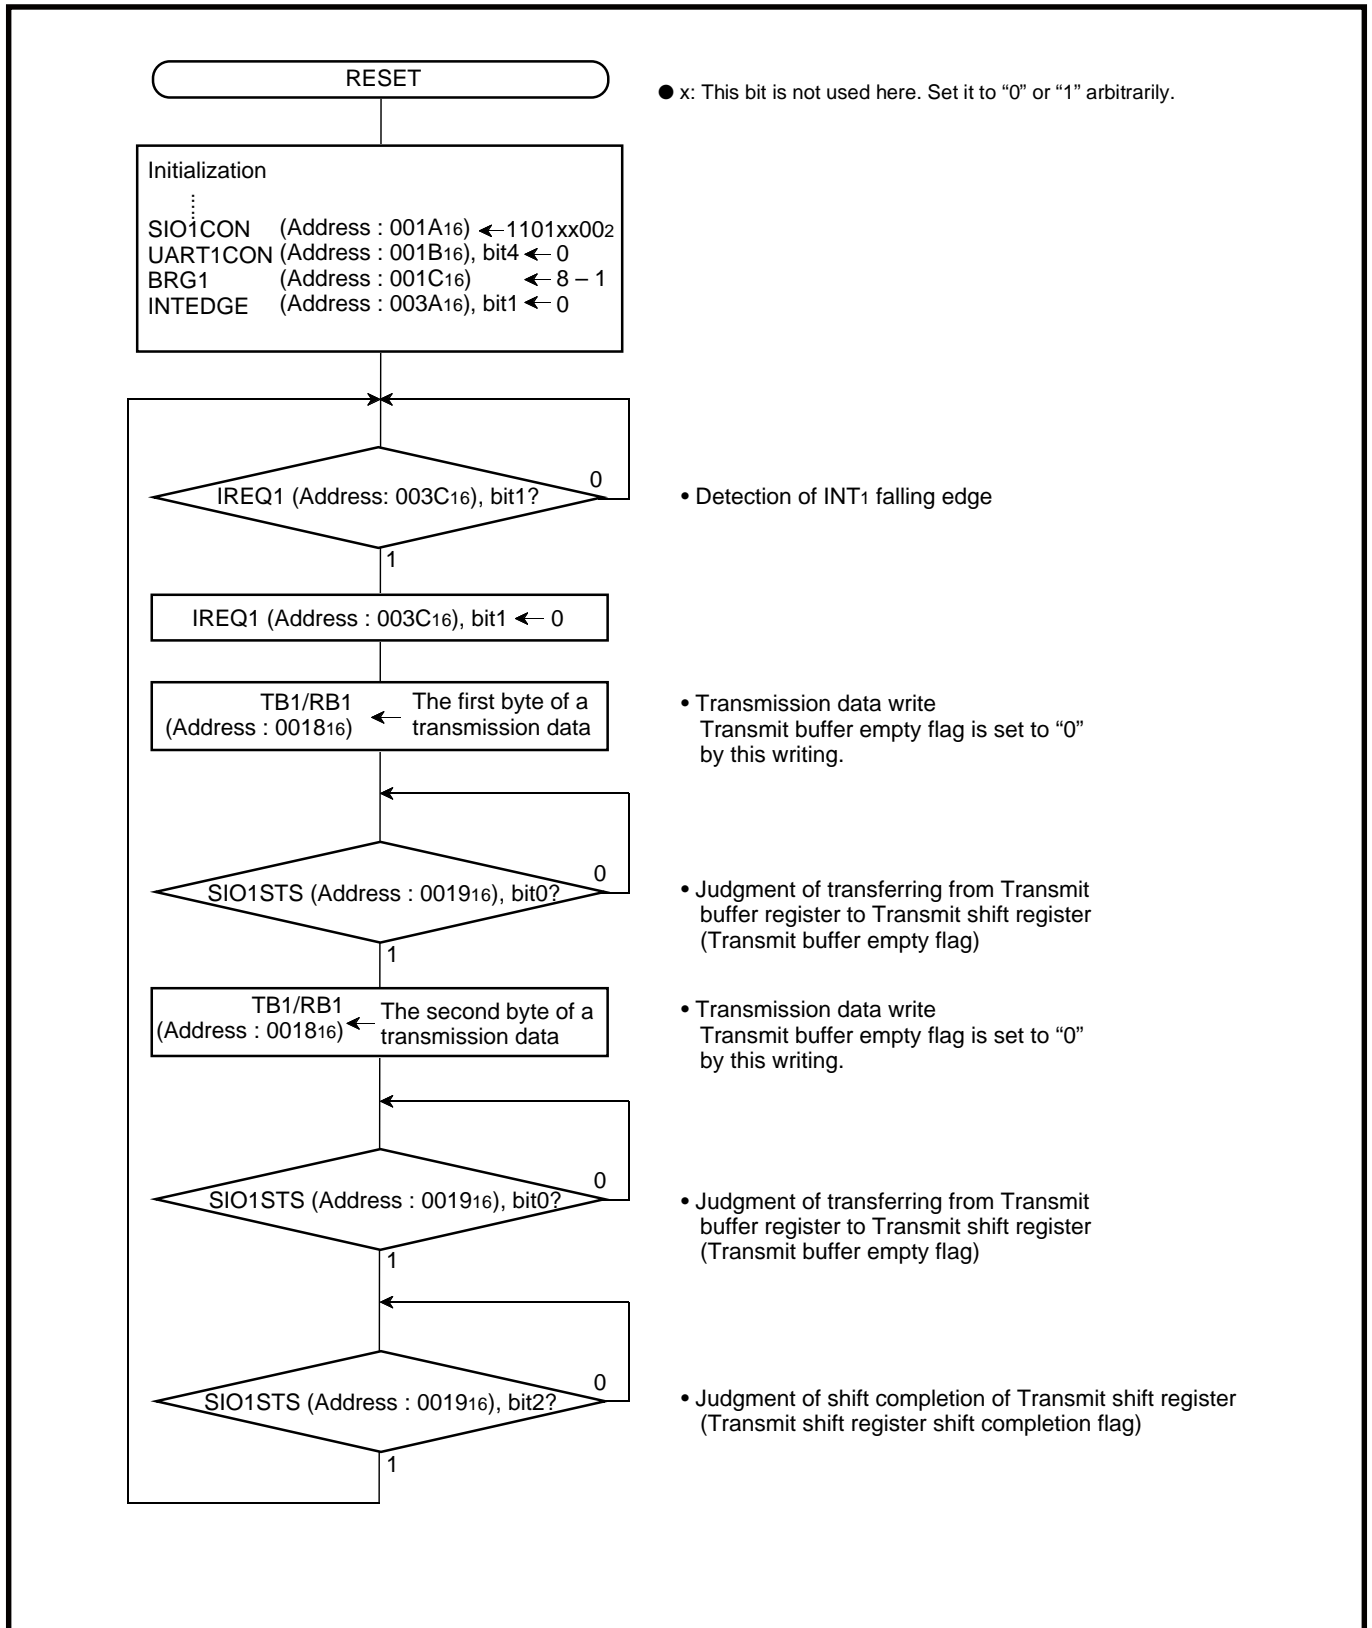 RESET
● x: This bit is not used here. Set it to “0” or “1” arbitrarily.
Initialization
SIO1CON (Address : 001A16) ← 1101xx002
UART1CON (Address : 001B16), bit4 ← 0
BRG1 (Address : 001C16) ← 8 – 1
INTEDGE (Address : 003A16), bit1 ← 0
IREQ1 (Address: 003C16), bit1?
0
• Detection of INT1 falling edge
1
IREQ1 (Address : 003C16), bit1 ← 0
TB1/RB1
(Address : 001816)
←
The first byte of a
transmission data
• Transmission data write
Transmit buffer empty flag is set to “0”
by this writing.
SIO1STS (Address : 001916), bit0?
0
• Judgment of transferring from Transmit
buffer register to Transmit shift register
(Transmit buffer empty flag)
1
TB1/RB1
(Address : 001816)
←
The second byte of a
transmission data
• Transmission data write
Transmit buffer empty flag is set to “0”
by this writing.
SIO1STS (Address : 001916), bit0?
0
• Judgment of transferring from Transmit
buffer register to Transmit shift register
(Transmit buffer empty flag)
1
SIO1STS (Address : 001916), bit2?
0
• Judgment of shift completion of Transmit shift register
(Transmit shift register shift completion flag)
1